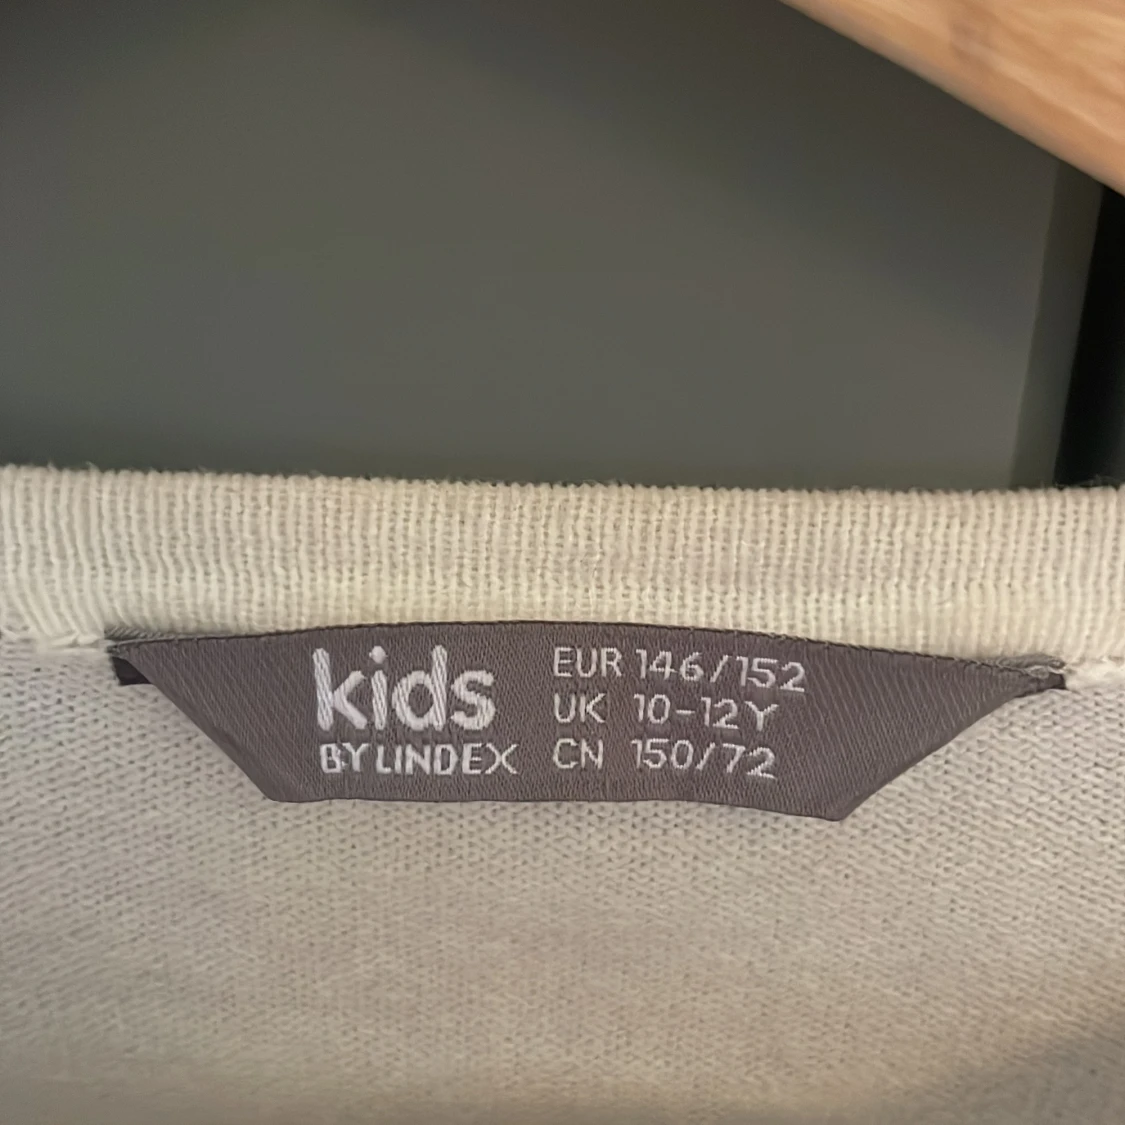 kids
BY LINDEX
EUR 146/152
UK 10-12Y
CN 150/72